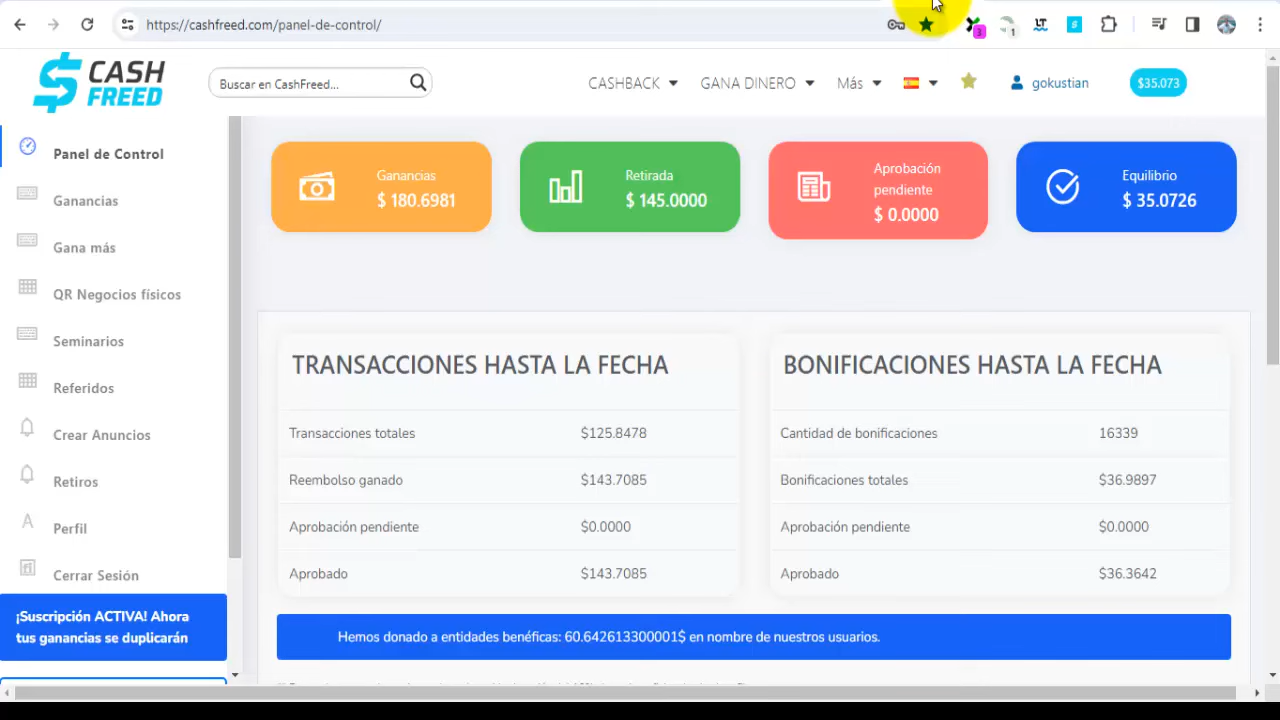 https://cashfreed.com/panel-de-control/
3
1
LT
S
CASH
FREED
Buscar en CashFreed...
CASHBACK
GANA DINERO
Más
gokustian
$35.073
Panel de Control
Ganancias
Gana más
QR Negocios físicos
Seminarios
Referidos
Crear Anuncios
Retiros
Perfil
Cerrar Sesión
¡Suscripción ACTIVA! Ahora
tus ganancias se duplicarán
Ganancias
$ 180.6981
Retirada
$ 145.0000
Aprobación
pendiente
$ 0.0000
Equilibrio
$ 35.0726
TRANSACCIONES HASTA LA FECHA
Transacciones totales $125.8478
Reembolso ganado $143.7085
Aprobación pendiente $0.0000
Aprobado $143.7085
BONIFICACIONES HASTA LA FECHA
Cantidad de bonificaciones 16339
Bonificaciones totales $36.9897
Aprobación pendiente $0.0000
Aprobado $36.3642
Hemos donado a entidades benéficas: 60.642613300001$ en nombre de nuestros usuarios.